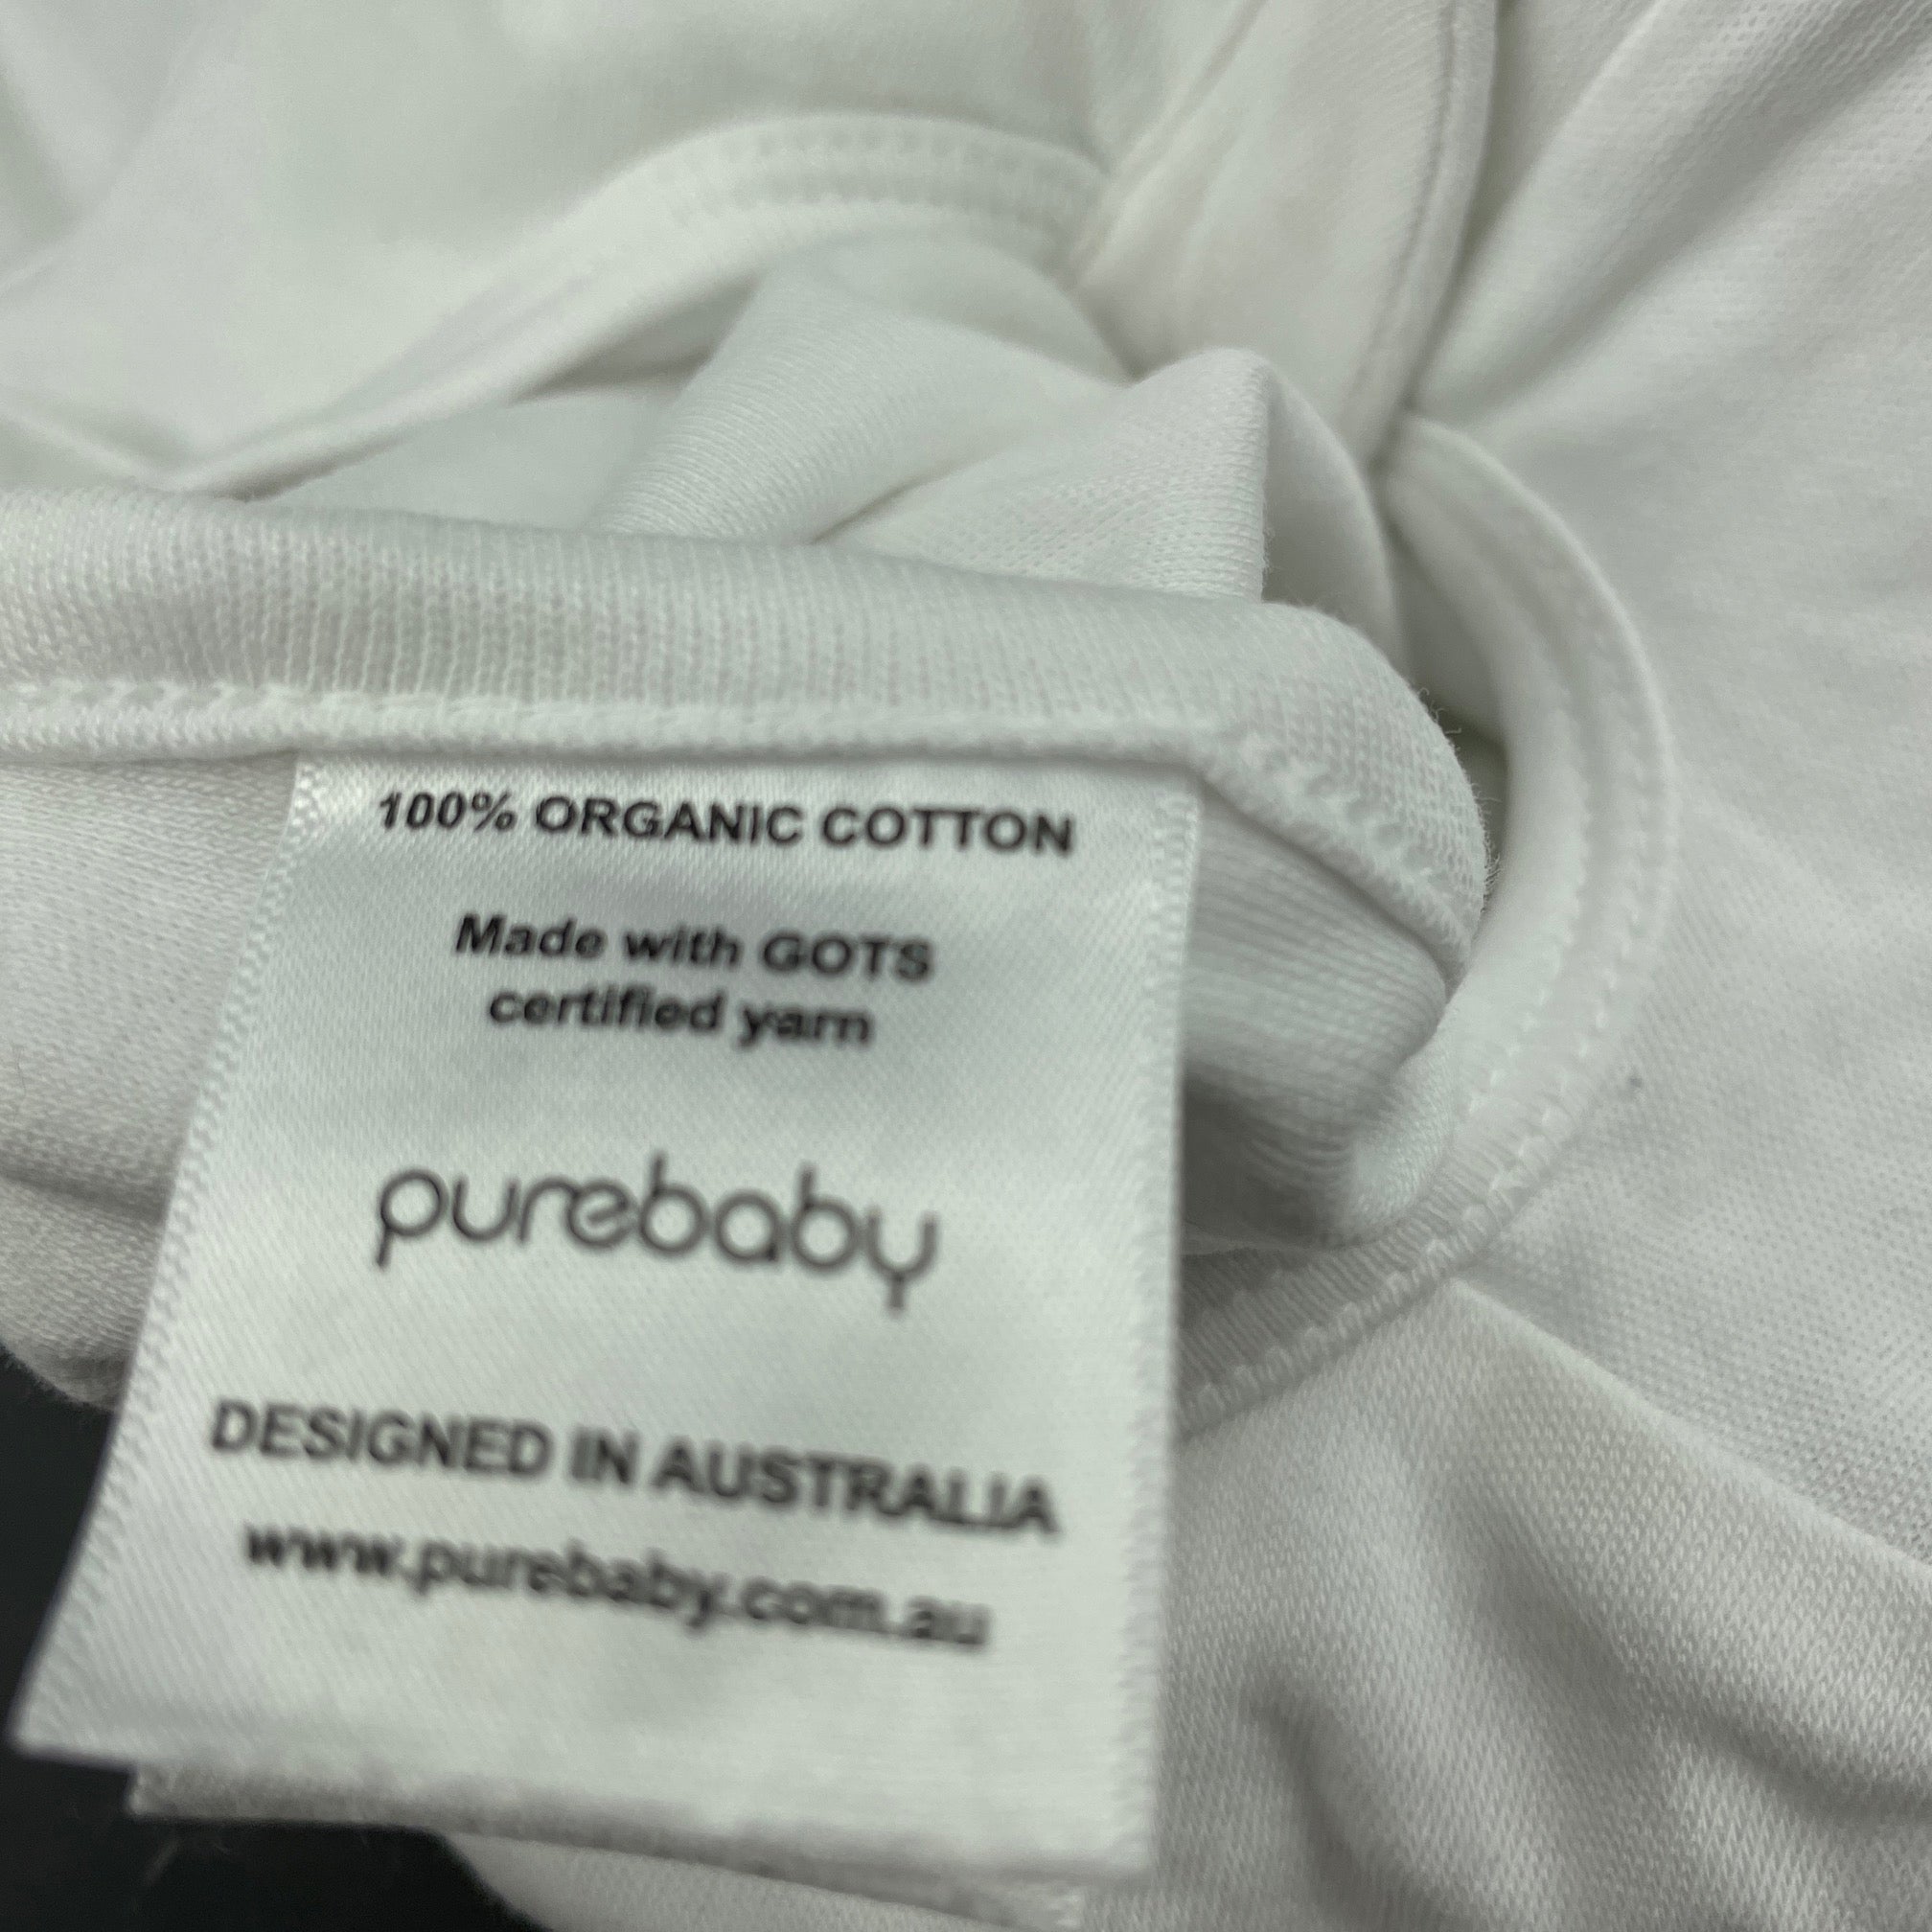 100% ORGANIC COTTON
Made with GOTS
certified yarn
purebaby
DESIGNED IN AUSTRALIA
www.purebaby.com.au